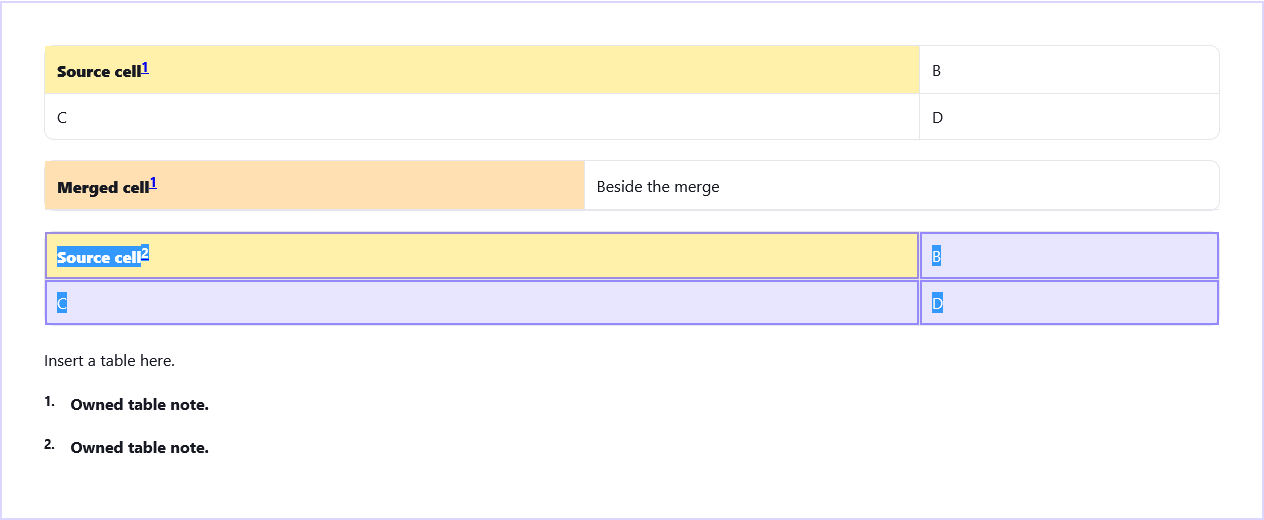 Source cell1 B
C D
Merged cell1 Beside the merge
Source cell2 B
C D
Insert a table here.
1. Owned table note.
2. Owned table note.